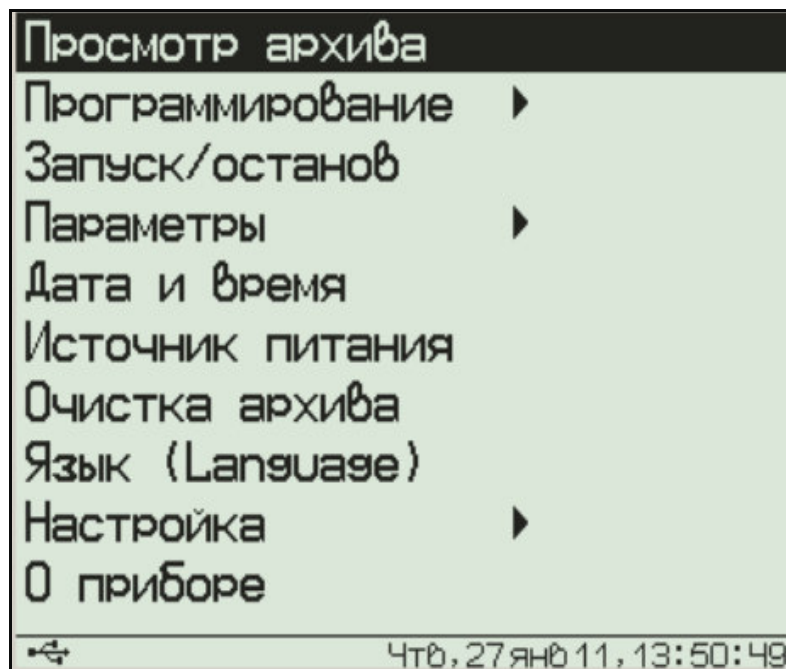 Просмотр архива
Программирование
Запуск/останов
Параметры
Дата и время
Источник питания
Очистка архива
Язык (Language)
Настройка
О приборе
Чтв,27янв11,13:50:49